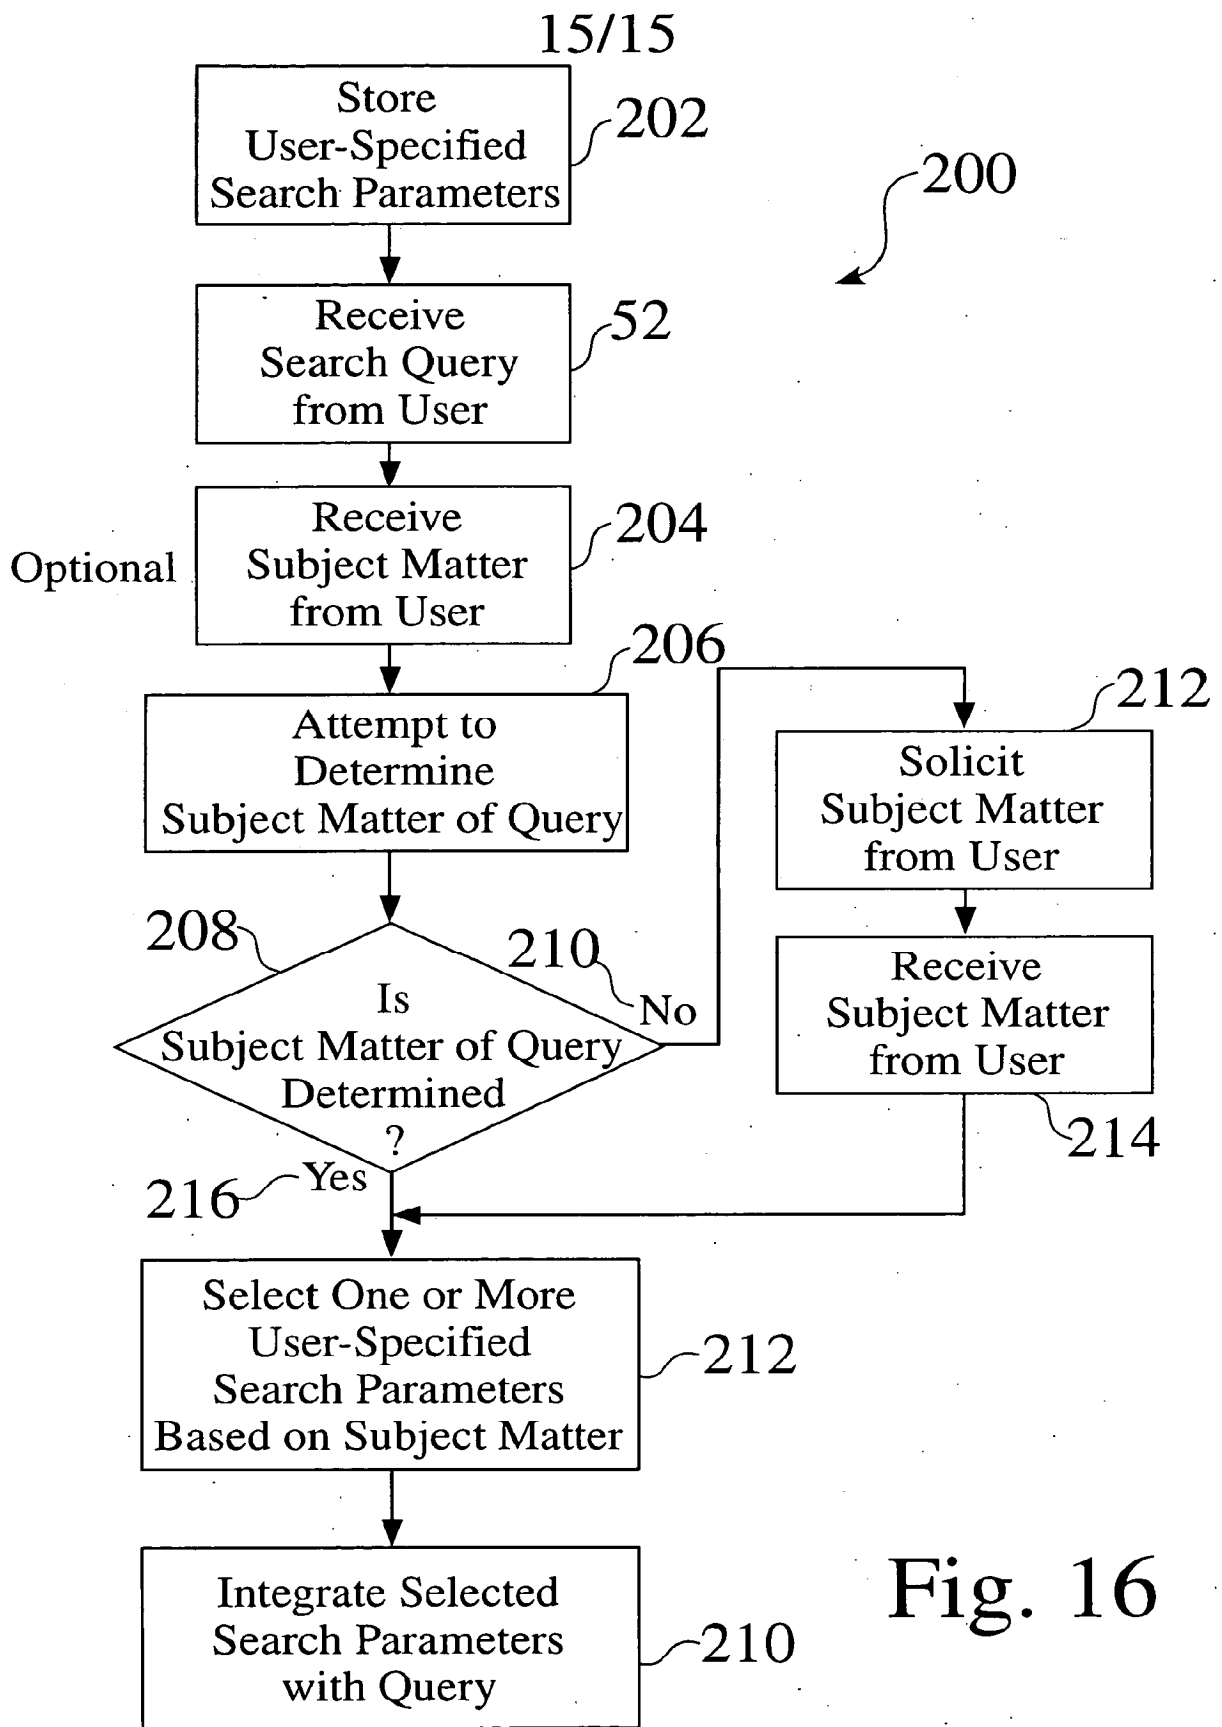 15/15
Store
User-Specified
Search Parameters
202
200
Receive
Search Query
from User
52
Optional
Receive
Subject Matter
from User
204
206
Attempt to
Determine
Subject Matter of Query
212
Solicit
Subject Matter
from User
208
210
Is
Subject Matter of Query
Determined
?
No
Receive
Subject Matter
from User
214
216
Yes
Select One or More
User-Specified
Search Parameters
Based on Subject Matter
212
Integrate Selected
Search Parameters
with Query
210
Fig. 16